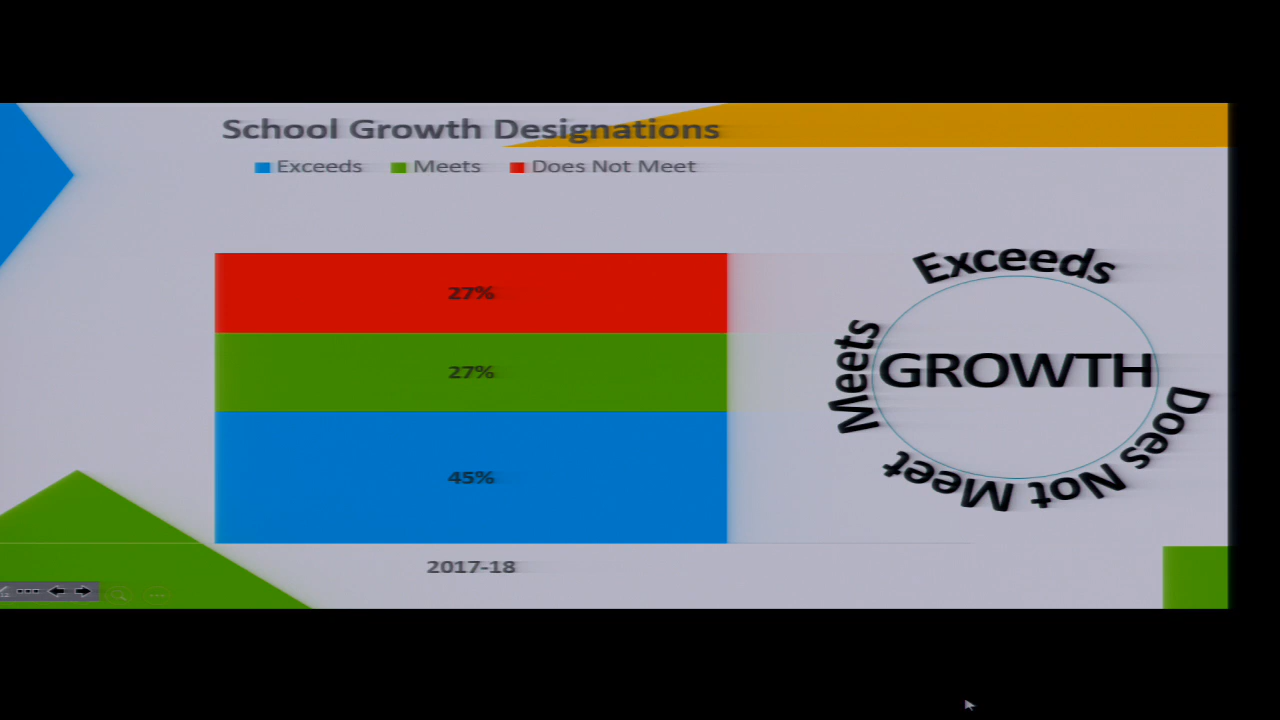 School Growth Designations
Exceeds Meets Does Not Meet
27%
27%
45%
2017-18
Exceeds
Meets
GROWTH
Does Not Meet